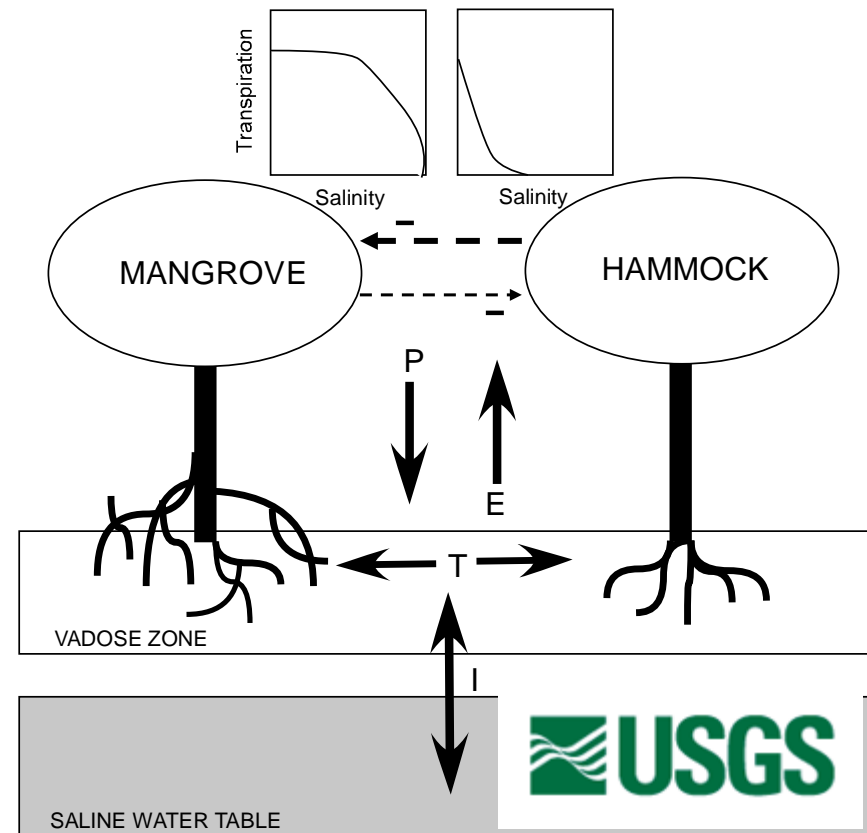 Transpiration
Salinity
Salinity
MANGROVE
HAMMOCK
P
E
T
VADOSE ZONE
I
USGS
SALINE WATER TABLE